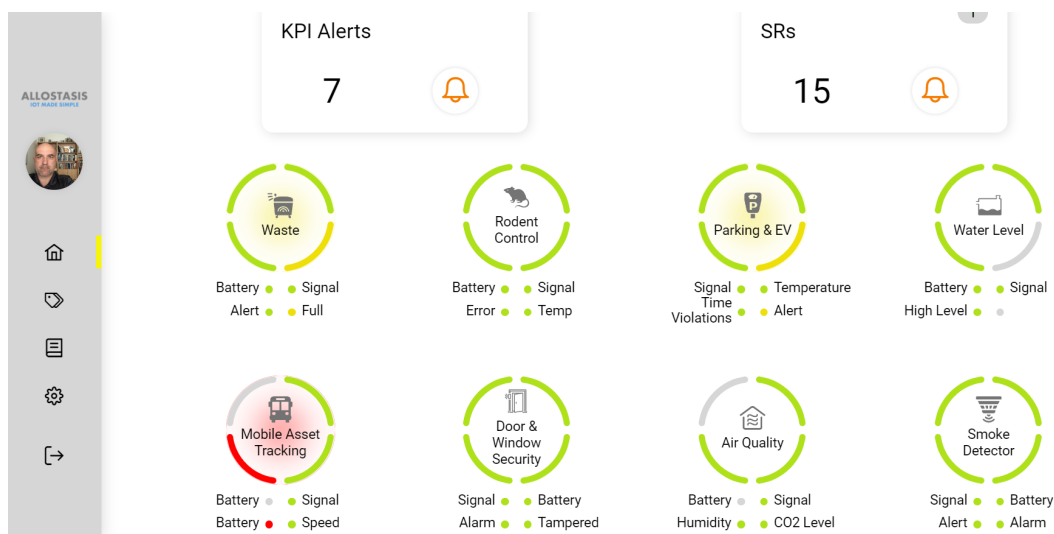 KPI Alerts
7
SRs
15
ALLOSTASIS
IOT MADE SIMPLE
Waste
Battery Signal
Alert Full
Rodent
Control
Battery Signal
Error Temp
Parking & EV
Signal Temperature
Time
Violations Alert
Water Level
Battery Signal
High Level
Mobile Asset
Tracking
Battery Signal
Battery Speed
Door &
Window
Security
Signal Battery
Alarm Tampered
Air Quality
Battery Signal
Humidity CO2 Level
Smoke
Detector
Signal Battery
Alert Alarm